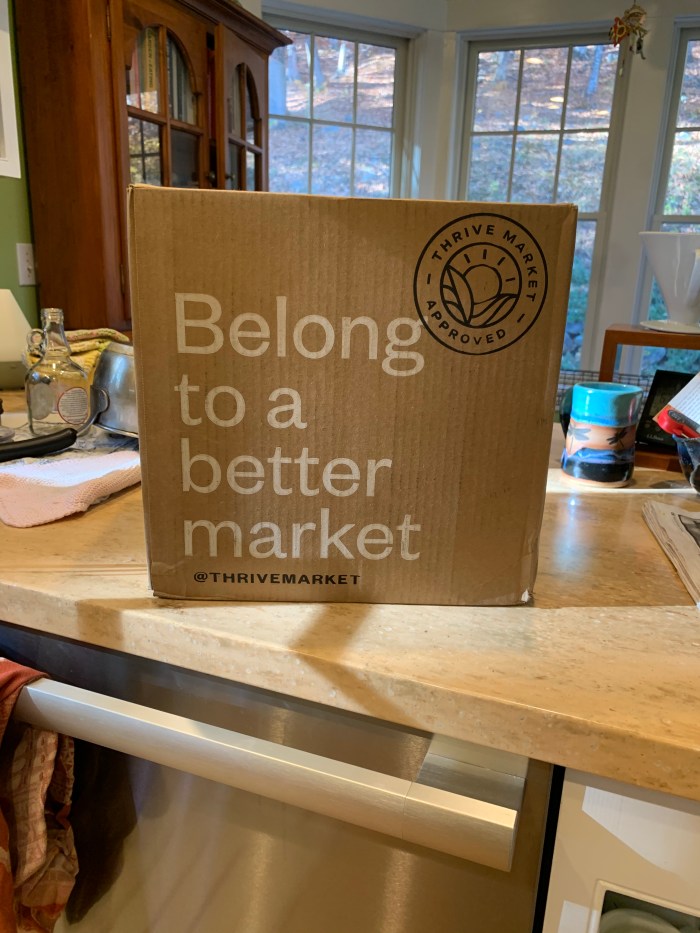 THRIVE MARKET
APPROVED
Belong
to a
better
market
@THRIVEMARKET